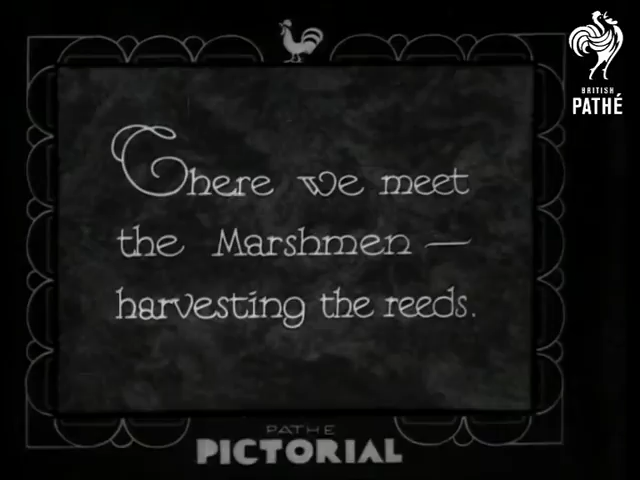 BRITISH
PATHÉ
There we meet
the Marshmen —
harvesting the reeds.
PATHE
PICTORIAL